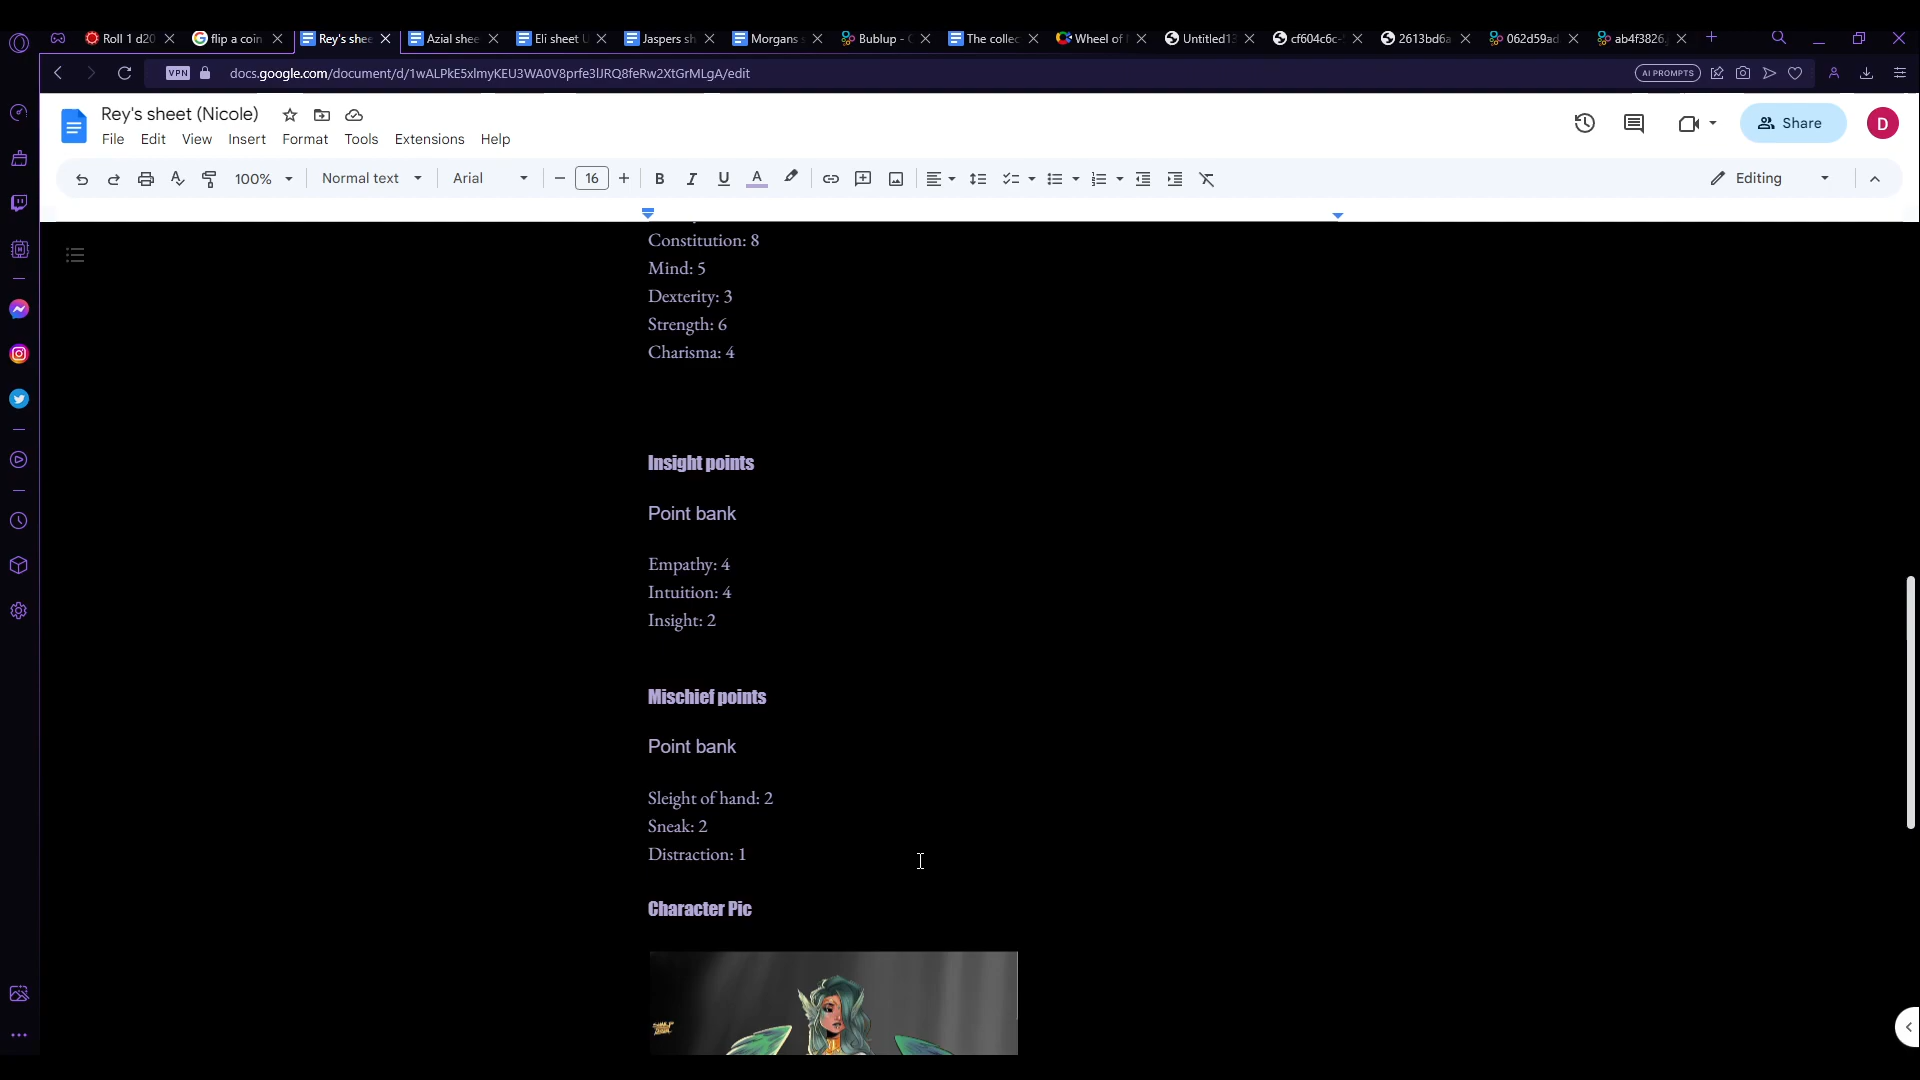 Roll 1 d20
flip a coin
Rey's shee
Azial shee
Eli sheet U
Jaspers sh
Morgans s
Bublup - C
The collec
Wheel of
Untitled13
cf604c6c-
2613bd6a
062d59ad
ab4f3826.
VPN
docs.google.com/document/d/1wALPkE5xlmyKEU3WA0V8prfe3lJRQ8feRw2XtGrMLgA/edit
AI PROMPTS
Rey's sheet (Nicole)
File Edit View Insert Format Tools Extensions Help
Share
D
100% Normal text Arial 16 B I U A
Editing
Constitution: 8
Mind: 5
Dexterity: 3
Strength: 6
Charisma: 4
Insight points
Point bank
Empathy: 4
Intuition: 4
Insight: 2
Mischief points
Point bank
Sleight of hand: 2
Sneak: 2
Distraction: 1
Character Pic